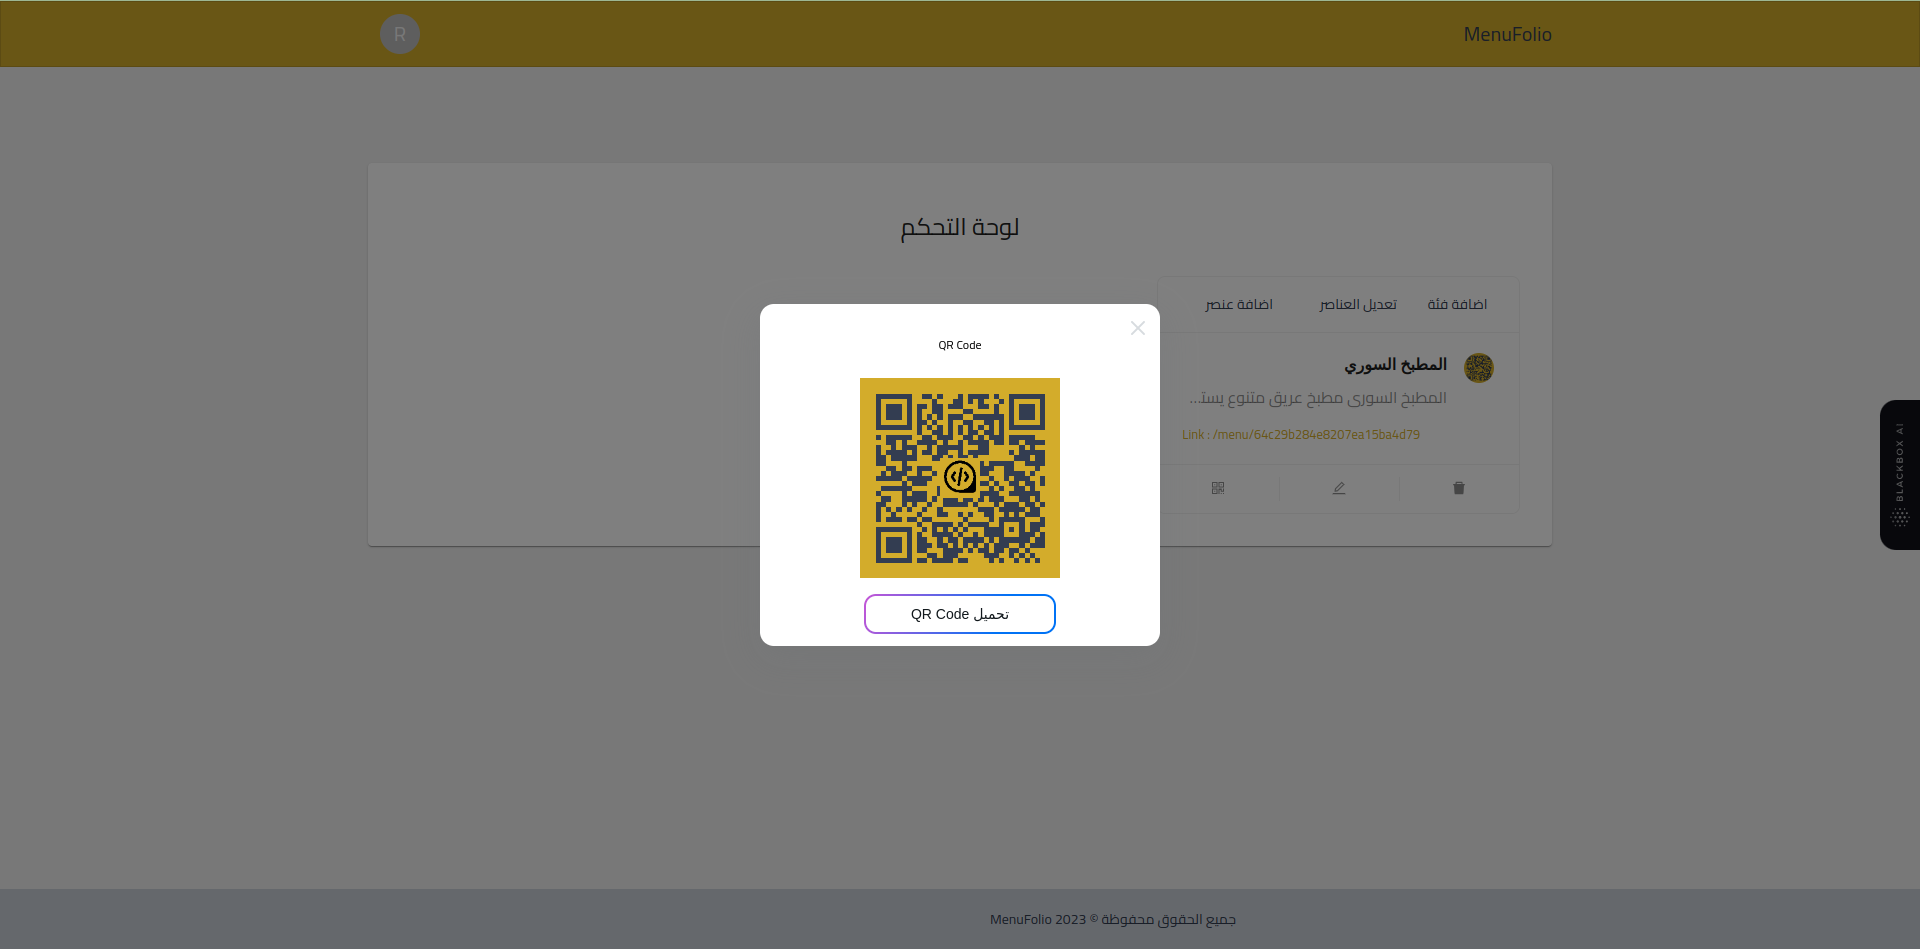 MenuFolio
R
لوحة التحكم
اضافة فئة
تعديل العناصر
اضافة عنصر
المطبخ السوري
المطبخ السوري مطبخ عريق متنوع يستـ...
Link : /menu/64c29b284e8207ea15ba4d79
QR Code
تحميل QR Code
BLACKBOX AI
جميع الحقوق محفوظة © MenuFolio 2023